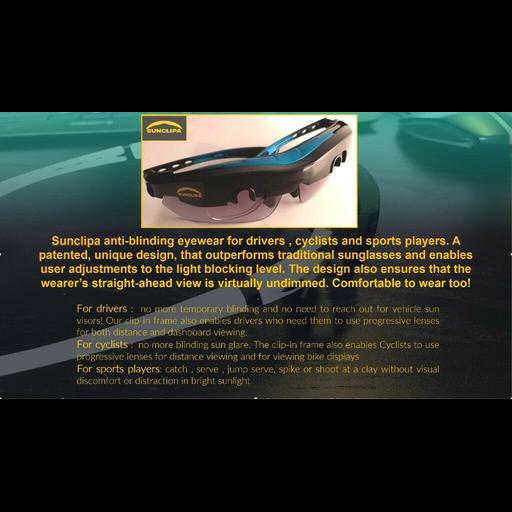 SUNCLIPA
SUNCLIPA
Sunclipa anti-blinding eyewear for drivers , cyclists and sports players. A
patented, unique design, that outperforms traditional sunglasses and enables
user adjustments to the light blocking level. The design also ensures that the
wearer's straight-ahead view is virtually undimmed. Comfortable to wear too!
For drivers : no more temporary blinding and no need to reach out for vehicle sun
visors! Our clip-in frame also enables drivers who need them to use progressive lenses
for both distance and dashboard viewing.
For cyclists : no more blinding sun glare. The clip-in frame also enables Cyclists to use
progressive lenses for distance viewing and for viewing bike displays
For sports players: catch , serve , jump serve, spike or shoot at a clay without visual
discomfort or distraction in bright sunlight